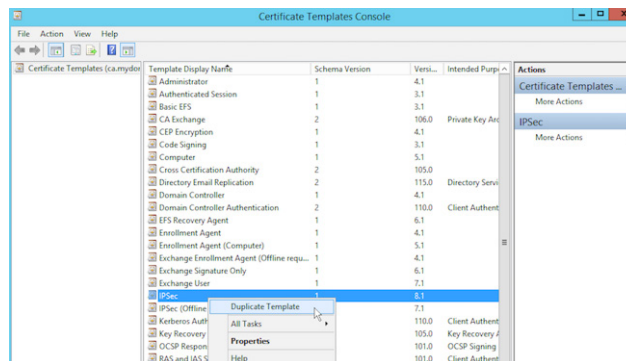 Certificate Templates Console
File Action View Help
Certificate Templates (ca.mydor
Template Display Name Schema Version Versi... Intended Purp Actions
Administrator 1 4.1 Certificate Templates ...
Authenticated Session 1 3.1 More Actions
Basic EFS 1 3.1
CA Exchange 2 106.0 Private Key Arc IPSec
CEP Encryption 1 4.1 More Actions
Code Signing 1 3.1
Computer 1 5.1
Cross Certification Authority 2 105.0
Directory Email Replication 2 115.0 Directory Servi
Domain Controller 1 4.1
Domain Controller Authentication 2 110.0 Client Authent
EFS Recovery Agent 1 6.1
Enrollment Agent 1 4.1
Enrollment Agent (Computer) 1 5.1
Exchange Enrollment Agent (Offline requ... 1 4.1
Exchange Signature Only 1 6.1
Exchange User 1 7.1
IPSec 1 8.1
IPSec (Offline Duplicate Template 7.1
Kerberos Auth All Tasks 110.0 Client Authent
Key Recovery Properties 105.0 Key Recovery A
OCSP Respon 101.0 OCSP Signing
RAS and IAS S Help 101.0 Client Authent